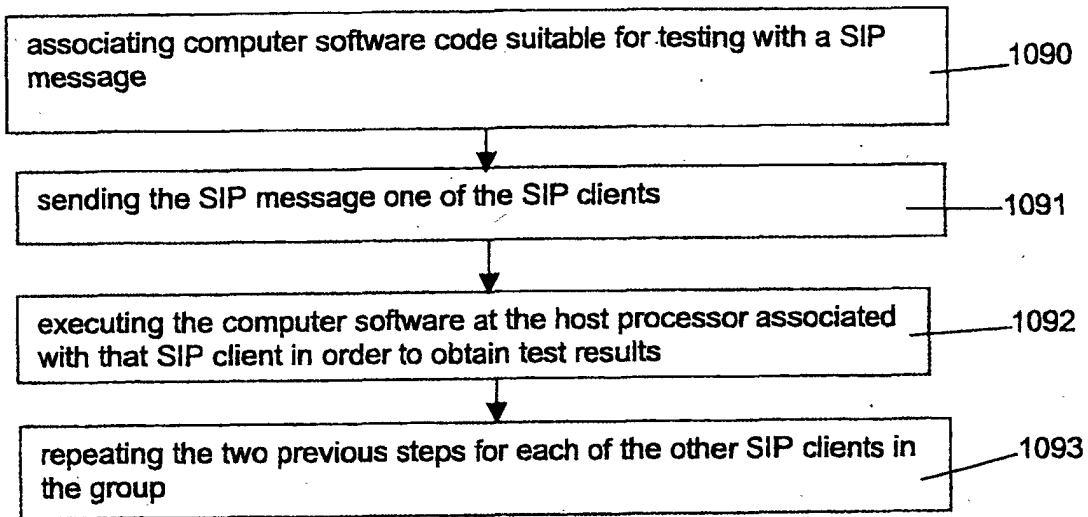 associating computer software code suitable for testing with a SIP
message
1090
sending the SIP message one of the SIP clients
1091
executing the computer software at the host processor associated
with that SIP client in order to obtain test results
1092
repeating the two previous steps for each of the other SIP clients in
the group
1093